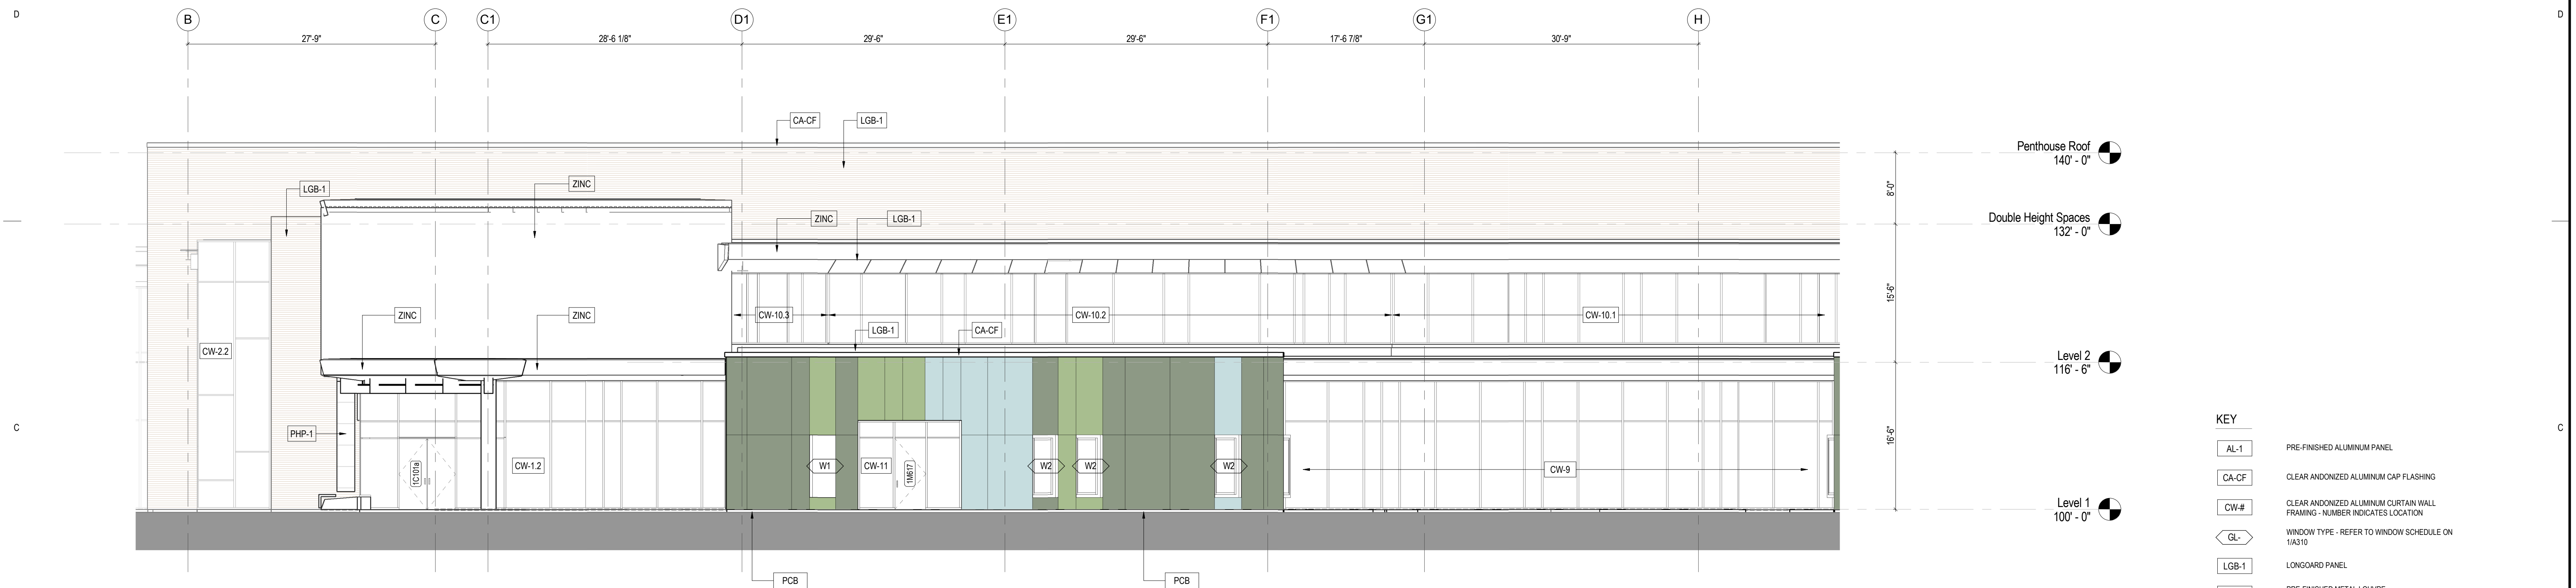 D
D
B
C
C1
D1
E1
F1
G1
H
27'-9"
28'-6 1/8"
29'-6"
29'-6"
17'-6 7/8"
30'-9"
CA-CF
LGB-1
Penthouse Roof
140' - 0"
LGB-1
ZINC
8'-0"
ZINC
LGB-1
Double Height Spaces
132' - 0"
15'-6"
ZINC
ZINC
CW-10.3
CW-10.2
CW-10.1
LGB-1
CA-CF
CW-2.2
Level 2
116' - 6"
C
C
PHP-1
16'-6"
KEY
AL-1
PRE-FINISHED ALUMINUM PANEL
1C101a
CW-1.2
W1
CW-11
1M617
W2
W2
W2
CW-9
CA-CF
CLEAR ANDONIZED ALUMINUM CAP FLASHING
Level 1
100' - 0"
CW-#
CLEAR ANDONIZED ALUMINUM CURTAIN WALL
FRAMING - NUMBER INDICATES LOCATION
GL-
WINDOW TYPE - REFER TO WINDOW SCHEDULE ON
1/A310
LGB-1
LONGOARD PANEL
PCB
PCB